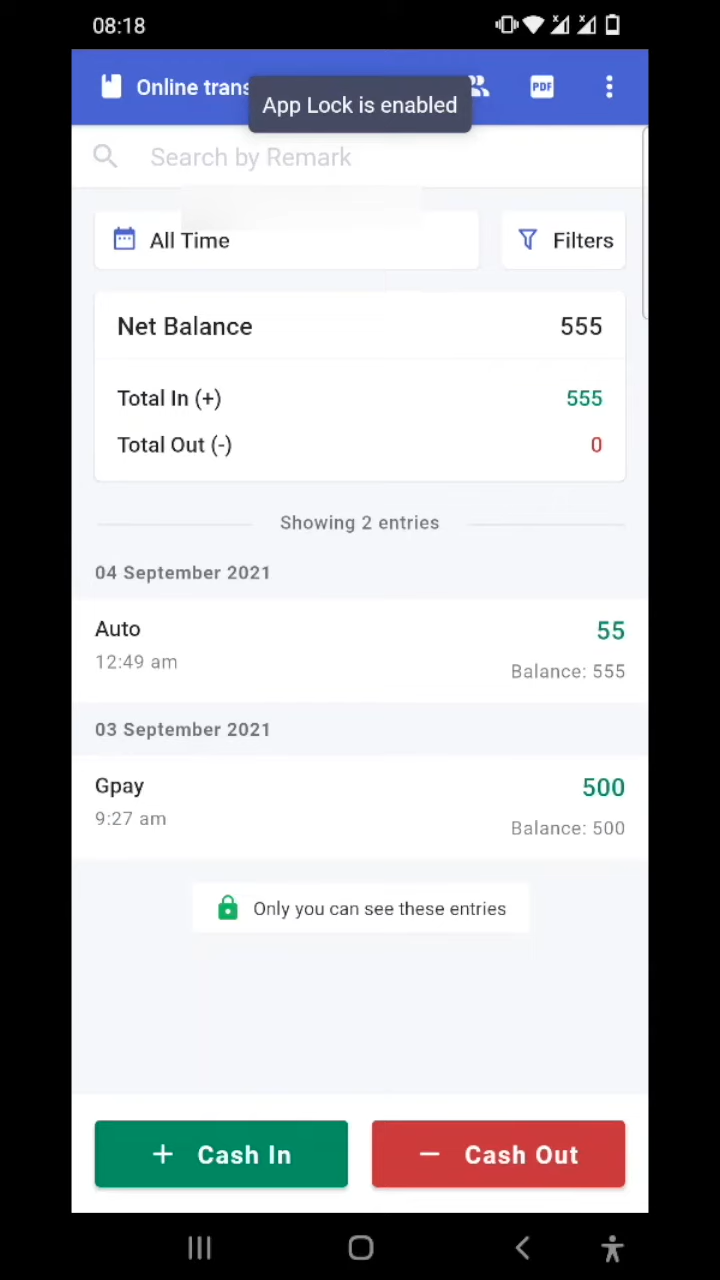 08:18
Online trans
PDF
App Lock is enabled
Search by Remark
All Time
Filters
Net Balance 555
Total In (+) 555
Total Out (-) 0
Showing 2 entries
04 September 2021
Auto 55
12:49 am Balance: 555
03 September 2021
Gpay 500
9:27 am Balance: 500
Only you can see these entries
+ Cash In
− Cash Out